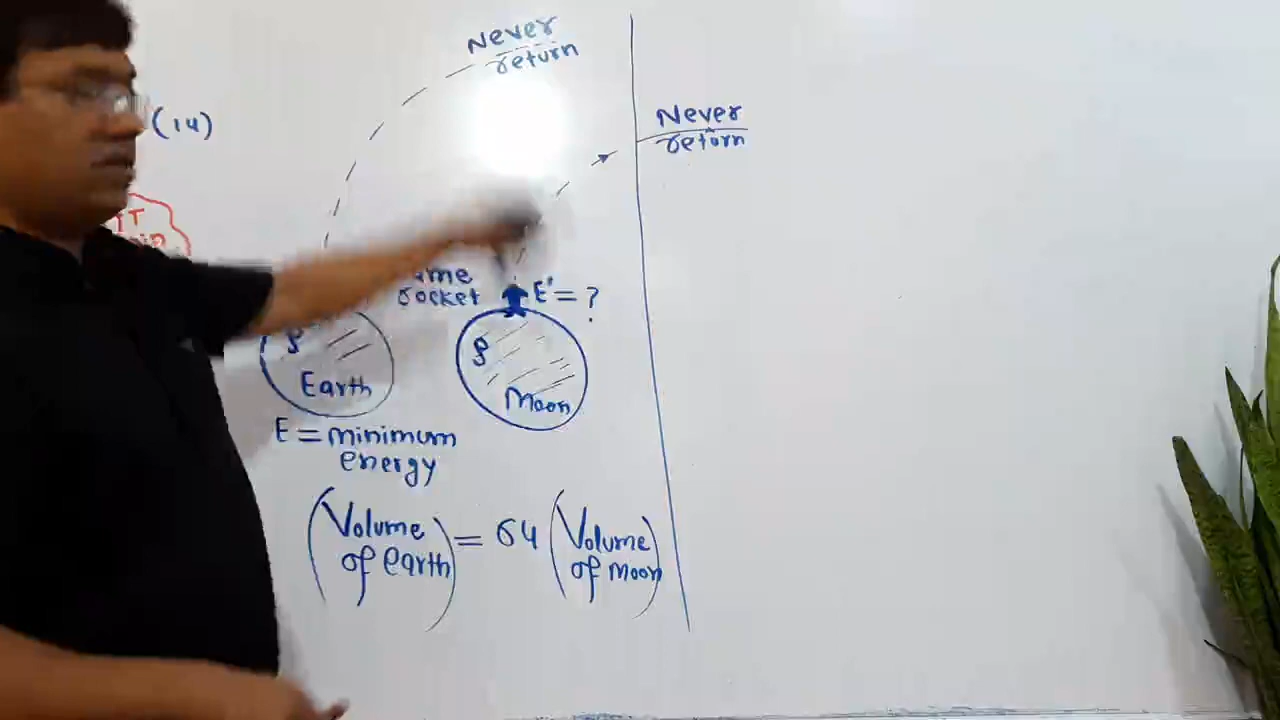 Never
return
(14)
Never
return
rocket
E' = ?
ρ
ρ
Earth
Moon
E = minimum
energy
(Volume of earth) = 64 (Volume of moon)